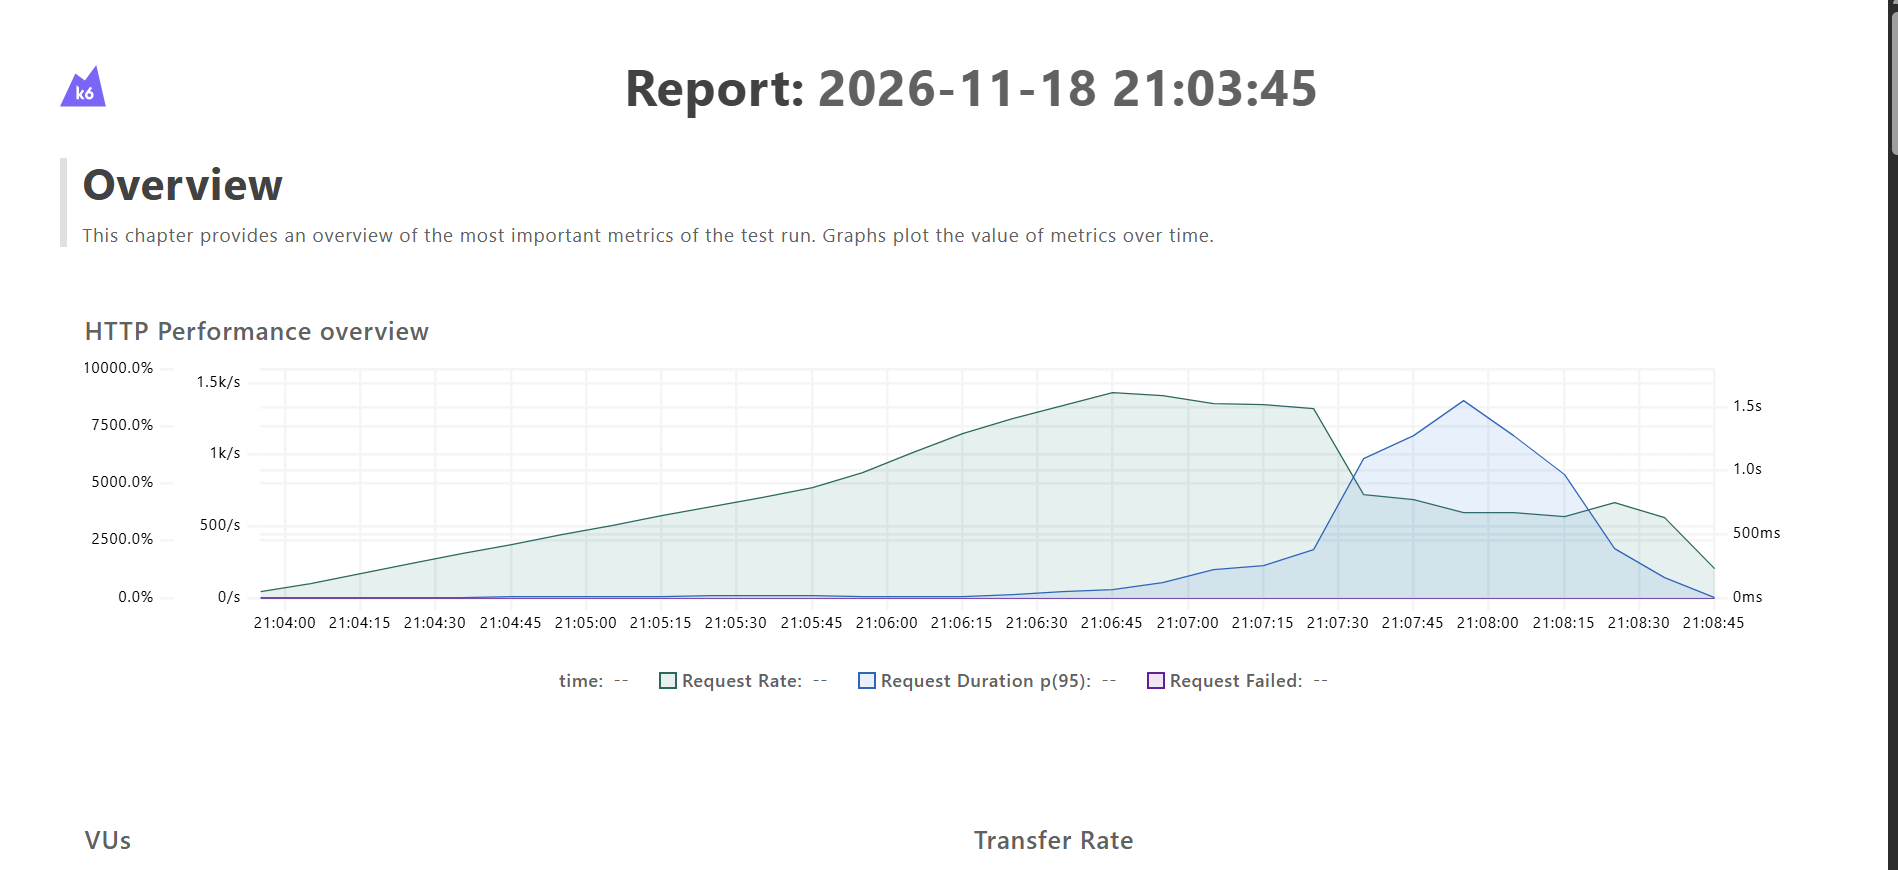 k6
Report: 2026-11-18 21:03:45
Overview
This chapter provides an overview of the most important metrics of the test run. Graphs plot the value of metrics over time.
HTTP Performance overview
10000.0%
7500.0%
5000.0%
2500.0%
0.0%
1.5k/s
1k/s
500/s
0/s
1.5s
1.0s
500ms
0ms
21:04:00 21:04:15 21:04:30 21:04:45 21:05:00 21:05:15 21:05:30 21:05:45 21:06:00 21:06:15 21:06:30 21:06:45 21:07:00 21:07:15 21:07:30 21:07:45 21:08:00 21:08:15 21:08:30 21:08:45
time: -- Request Rate: -- Request Duration p(95): -- Request Failed: --
VUs
Transfer Rate